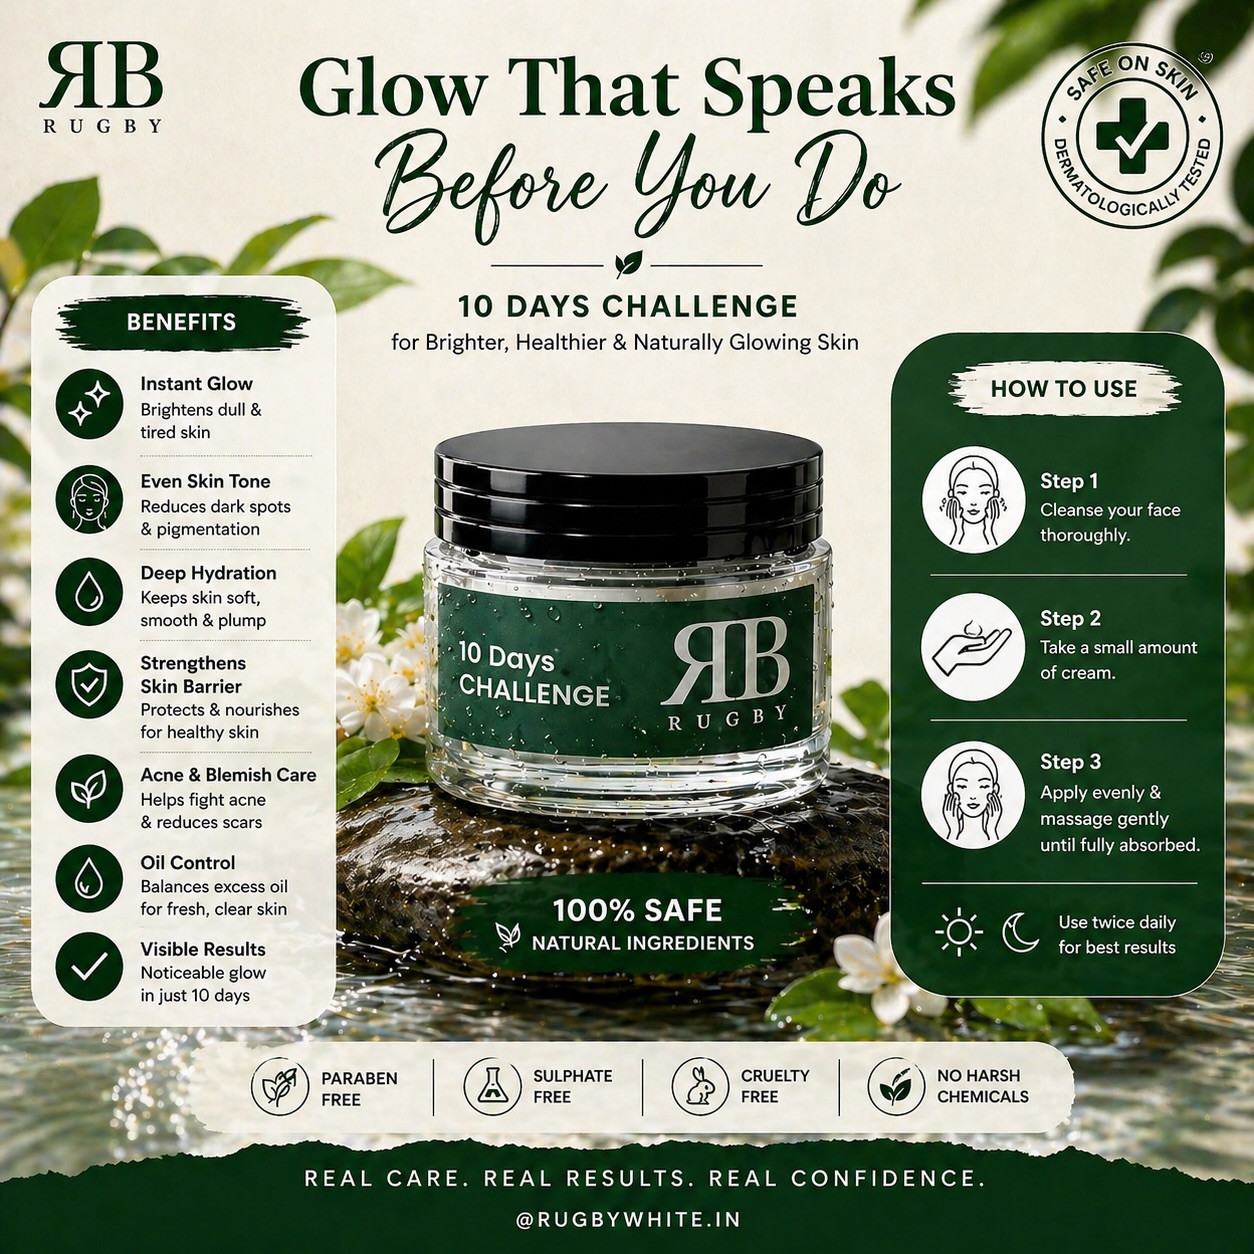 RB
RUGBY
Glow That Speaks
Before You Do
SAFE ON SKIN
DERMATOLOGICALLY TESTED
10 DAYS CHALLENGE
for Brighter, Healthier & Naturally Glowing Skin
BENEFITS
Instant Glow
Brightens dull &
tired skin
Even Skin Tone
Reduces dark spots
& pigmentation
Deep Hydration
Keeps skin soft,
smooth & plump
Strengthens
Skin Barrier
Protects & nourishes
for healthy skin
Acne & Blemish Care
Helps fight acne
& reduces scars
Oil Control
Balances excess oil
for fresh, clear skin
Visible Results
Noticeable glow
in just 10 days
10 Days
CHALLENGE
RB
RUGBY
100% SAFE
NATURAL INGREDIENTS
HOW TO USE
Step 1
Cleanse your face
thoroughly.
Step 2
Take a small amount
of cream.
Step 3
Apply evenly &
massage gently
until fully absorbed.
Use twice daily
for best results
PARABEN
FREE
SULPHATE
FREE
CRUELTY
FREE
NO HARSH
CHEMICALS
REAL CARE. REAL RESULTS. REAL CONFIDENCE.
@RUGBYWHITE.IN